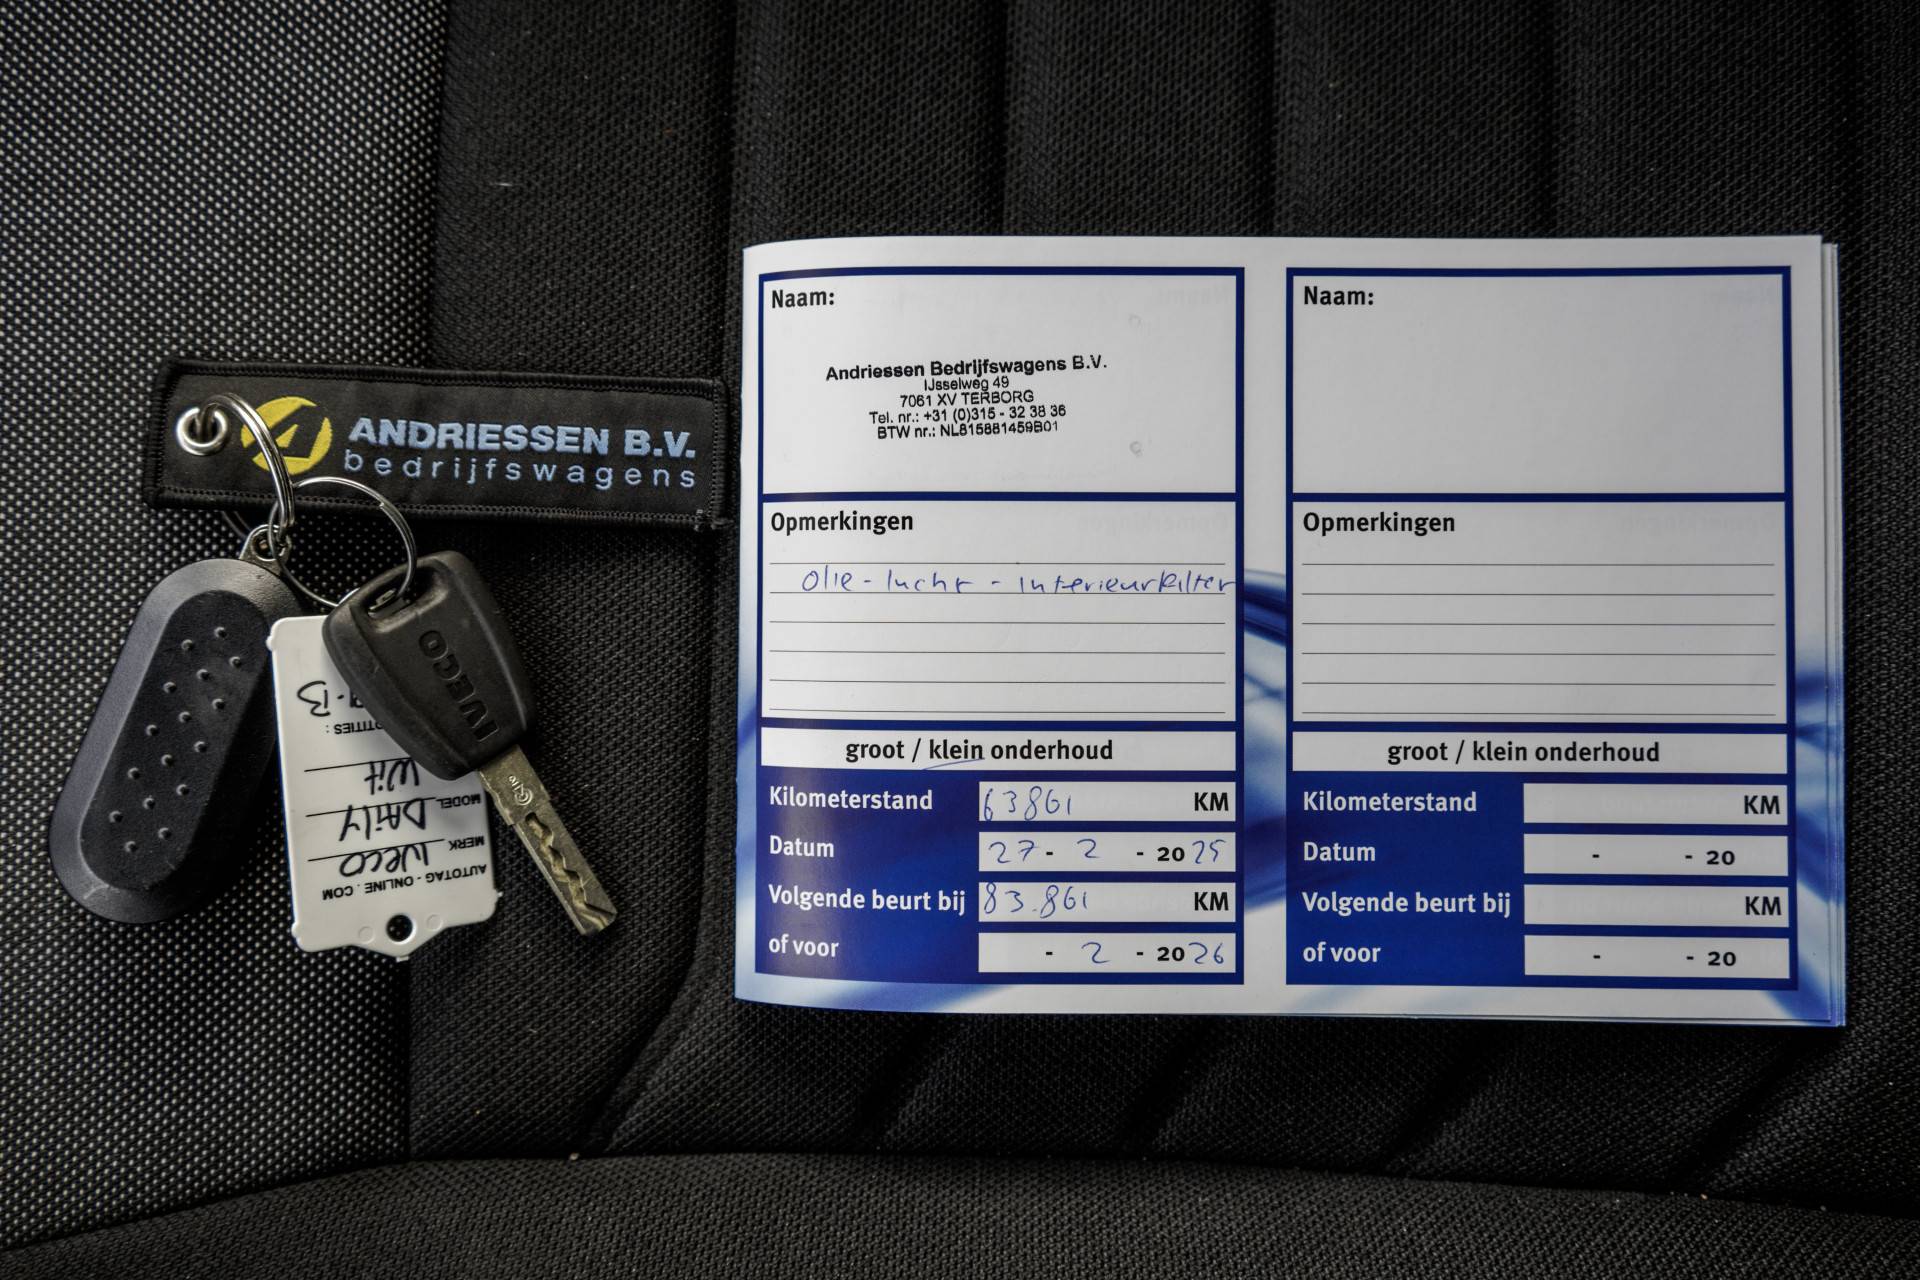 ANDRIESSEN B.V.
bedrijfswagens
IVECO
AUTOTAG-ONLINE.COM
MERK IVECO
MODEL DAILY
Wit
Naam:
Andriessen Bedrijfswagens B.V.
IJsselweg 49
7061 XV TERBORG
Tel. nr.: +31 (0)315 - 32 38 36
BTW nr.: NL815881459B01
Opmerkingen
Olie - lucht - interieurfilter
groot / klein onderhoud
Kilometerstand 63861 KM
Datum 27 - 2 - 2025
Volgende beurt bij 83.861 KM
of voor - 2 - 2026
Naam:
Opmerkingen
groot / klein onderhoud
Kilometerstand KM
Datum - - 20
Volgende beurt bij KM
of voor - - 20